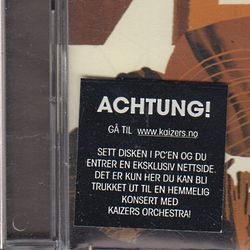 ACHTUNG!
GÅ TIL www.kaizers.no
SETT DISKEN I PC'EN OG DU
ENTRER EN EKSKLUSIV NETTSIDE.
DET ER KUN HER DU KAN BLI
TRUKKET UT TIL EN HEMMELIG
KONSERT MED
KAIZERS ORCHESTRA!